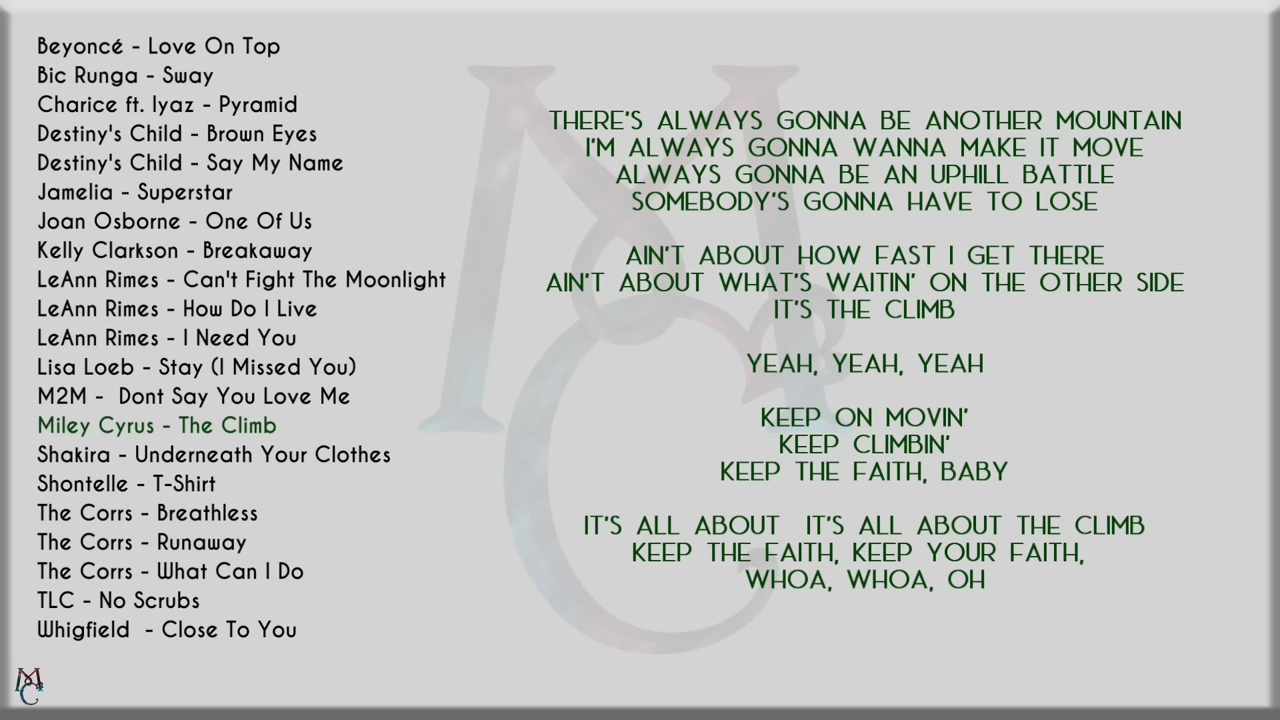 Beyoncé - Love On Top
Bic Runga - Sway
Charice ft. Iyaz - Pyramid
Destiny's Child - Brown Eyes
Destiny's Child - Say My Name
Jamelia - Superstar
Joan Osborne - One Of Us
Kelly Clarkson - Breakaway
LeAnn Rimes - Can't Fight The Moonlight
LeAnn Rimes - How Do I Live
LeAnn Rimes - I Need You
Lisa Loeb - Stay (I Missed You)
M2M -  Dont Say You Love Me
Miley Cyrus - The Climb
Shakira - Underneath Your Clothes
Shontelle - T-Shirt
The Corrs - Breathless
The Corrs - Runaway
The Corrs - What Can I Do
TLC - No Scrubs
Whigfield  - Close To You
THERE'S ALWAYS GONNA BE ANOTHER MOUNTAIN
I'M ALWAYS GONNA WANNA MAKE IT MOVE
ALWAYS GONNA BE AN UPHILL BATTLE
SOMEBODY'S GONNA HAVE TO LOSE
AIN'T ABOUT HOW FAST I GET THERE
AIN'T ABOUT WHAT'S WAITIN' ON THE OTHER SIDE
IT'S THE CLIMB
YEAH, YEAH, YEAH
KEEP ON MOVIN'
KEEP CLIMBIN'
KEEP THE FAITH, BABY
IT'S ALL ABOUT  IT'S ALL ABOUT THE CLIMB
KEEP THE FAITH, KEEP YOUR FAITH,
WHOA, WHOA, OH